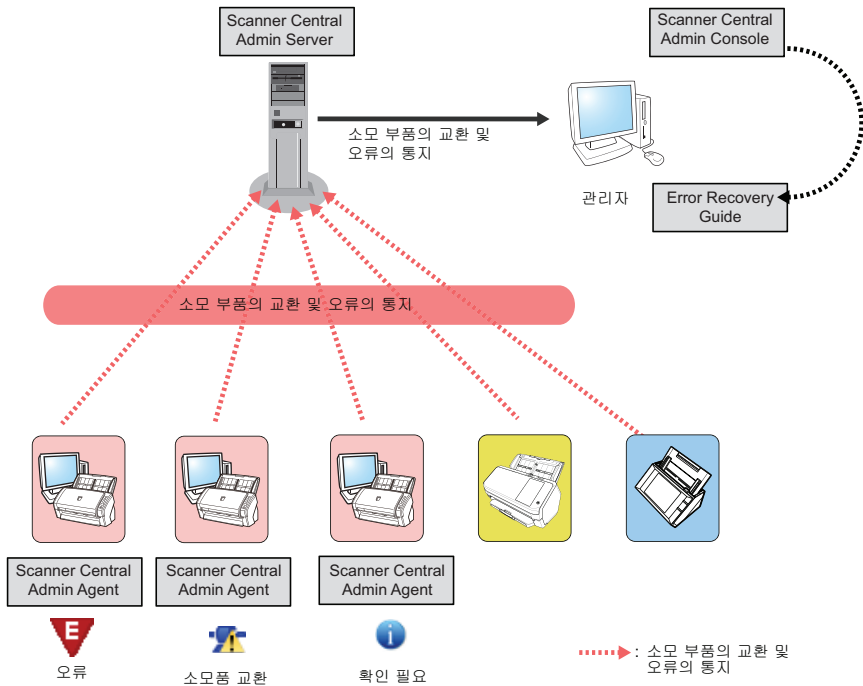 Scanner Central
Admin Server
Scanner Central
Admin Console
소모 부품의 교환 및
오류의 통지
관리자
Error Recovery
Guide
소모 부품의 교환 및 오류의 통지
Scanner Central
Admin Agent
Scanner Central
Admin Agent
Scanner Central
Admin Agent
E
오류
소모품 교환
i
확인 필요
: 소모 부품의 교환 및
오류의 통지